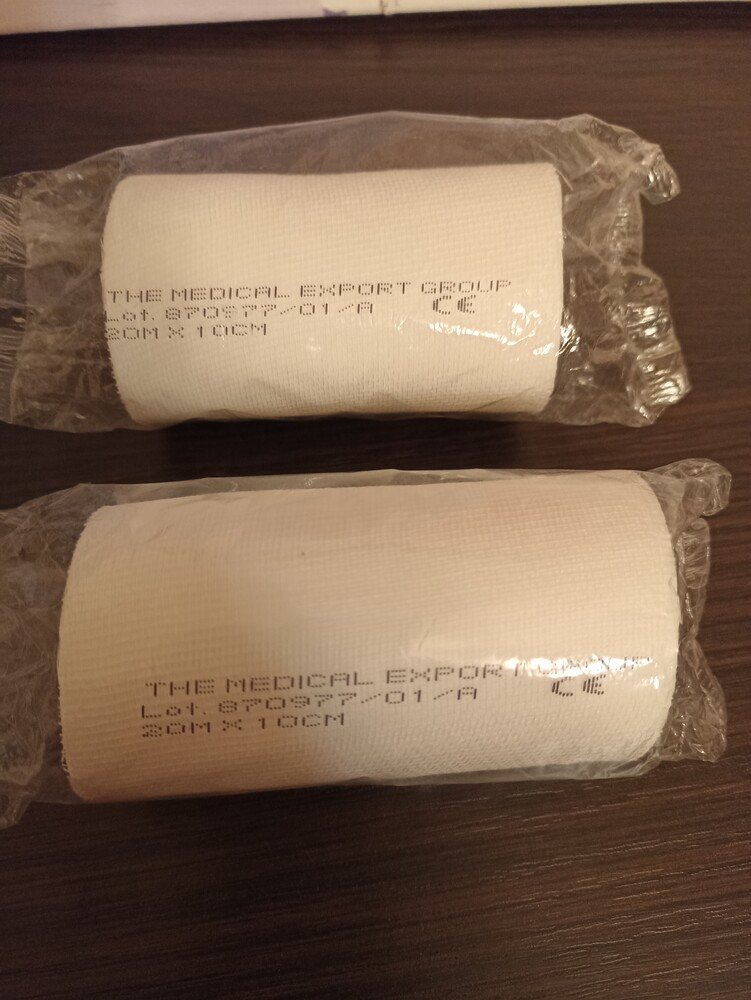 THE MEDICAL EXPORT GROUP
Lot. 870977/01/A CE
20M X 10CM
THE MEDICAL EXPORT GROUP
Lot. 870977/01/A CE
20M X 10CM